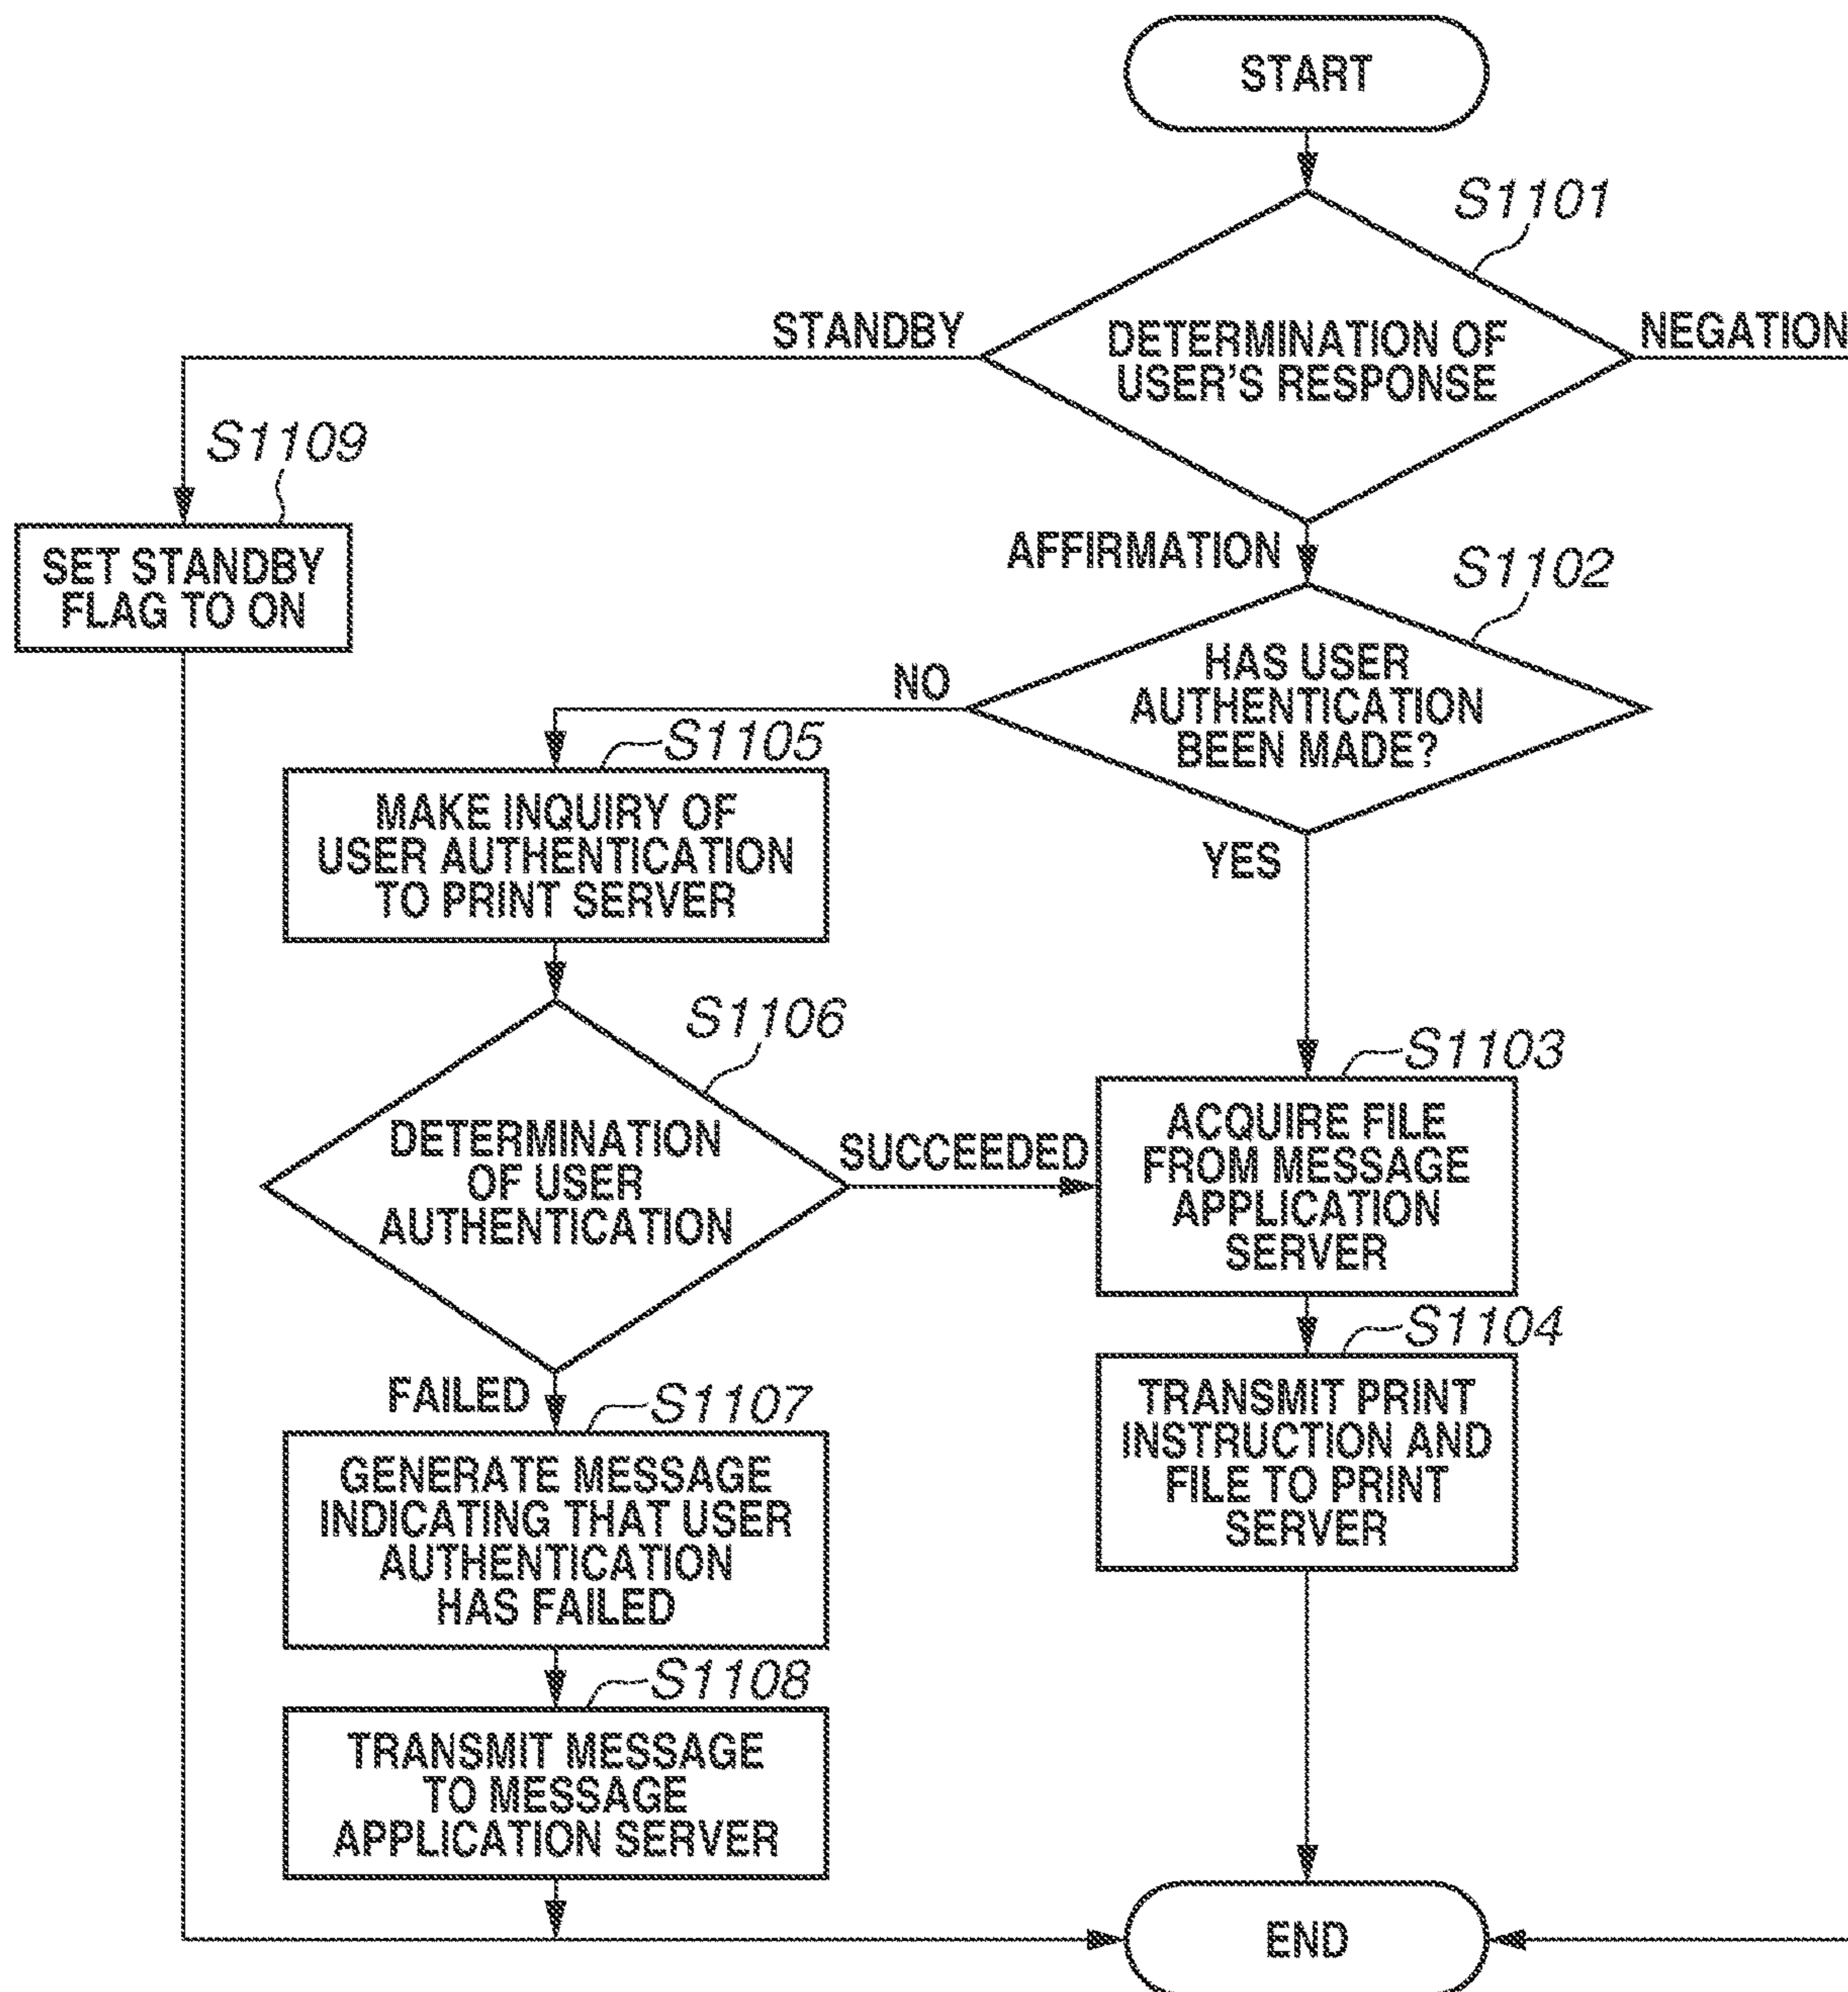 START
S1101
STANDBY
DETERMINATION OF
USER'S RESPONSE
NEGATION
S1109
SET STANDBY
FLAG TO ON
AFFIRMATION
S1102
HAS USER
AUTHENTICATION
BEEN MADE?
NO
YES
S1105
MAKE INQUIRY OF
USER AUTHENTICATION
TO PRINT SERVER
S1106
DETERMINATION
OF USER
AUTHENTICATION
SUCCEEDED
S1103
ACQUIRE FILE
FROM MESSAGE
APPLICATION
SERVER
S1104
TRANSMIT PRINT
INSTRUCTION AND
FILE TO PRINT
SERVER
FAILED
S1107
GENERATE MESSAGE
INDICATING THAT USER
AUTHENTICATION
HAS FAILED
S1108
TRANSMIT MESSAGE
TO MESSAGE
APPLICATION SERVER
END